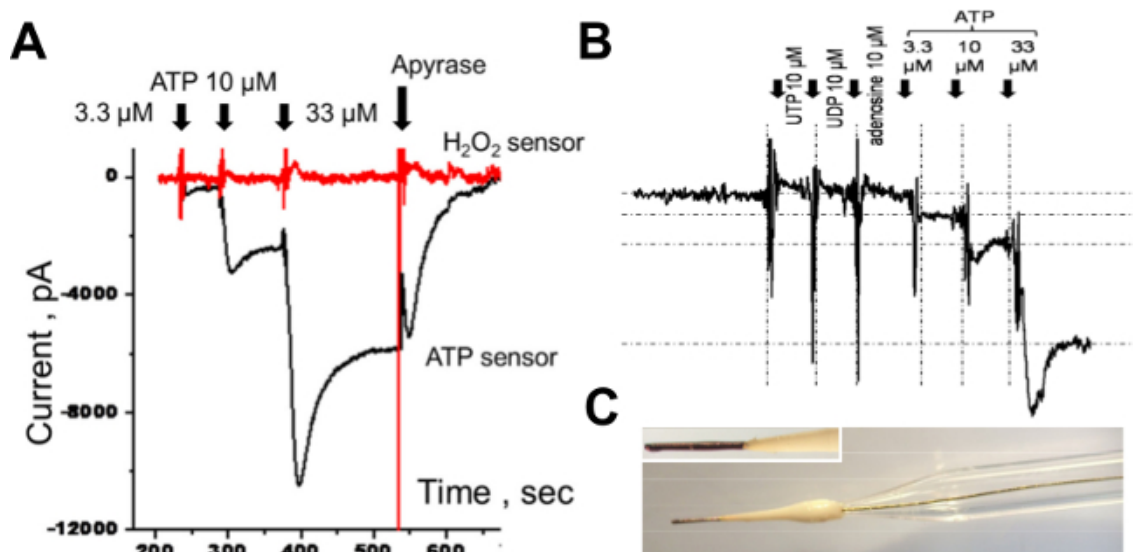 A
ATP 10 µM
Apyrase
3.3 µM
33 µM
H₂O₂ sensor
0
-4000
-8000
-12000
Current , pA
ATP sensor
Time , sec
200 300 400 500 600
B
ATP
UTP 10 µM
UDP 10 µM
adenosine 10 µM
3.3 10 33
µM µM µM
C